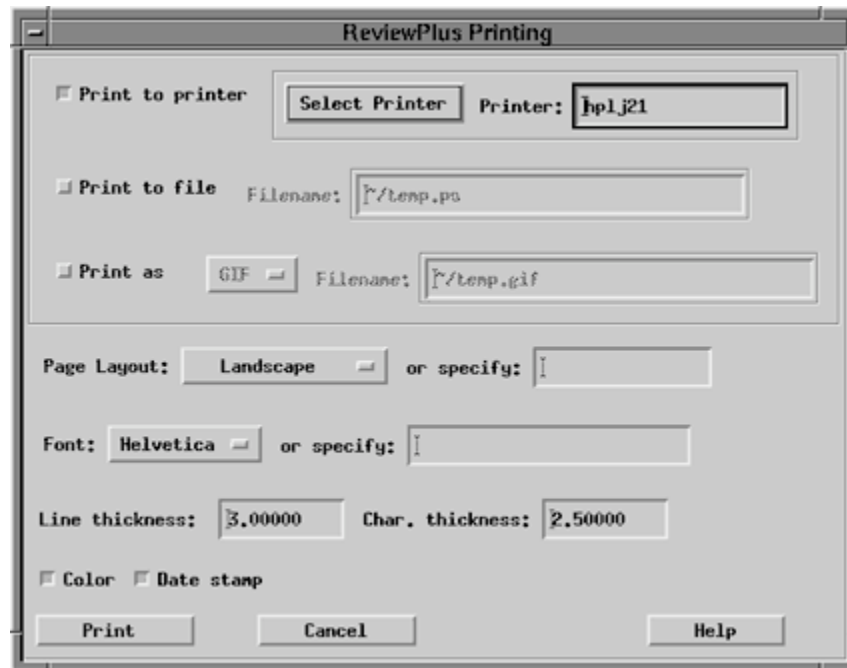 ReviewPlus Printing
Print to printer Select Printer Printer: hplj21
Print to file Filename: ~/temp.ps
Print as GIF Filename: ~/temp.gif
Page Layout: Landscape or specify:
Font: Helvetica or specify:
Line thickness: 3.00000 Char. thickness: 2.50000
Color Date stamp
Print Cancel Help